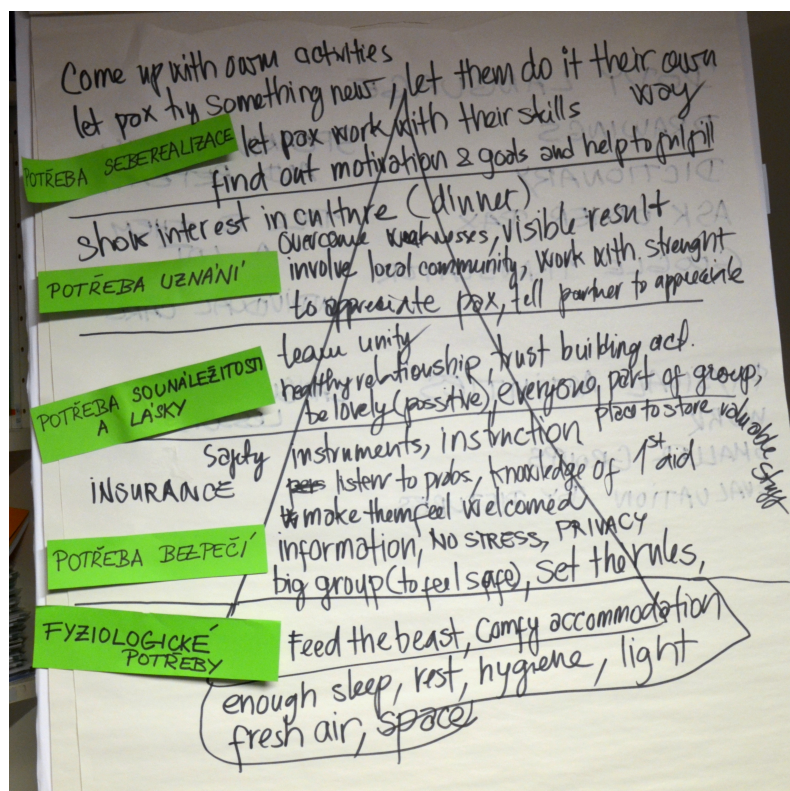 Come up with own activities
let pax try something new, let them do it their own way
POTŘEBA SEBEREALIZACE
let pax work with their skills
find out motivation & goals and help to fulfill
show interest in culture (dinner)
overcome weaknesses, visible result
POTŘEBA UZNÁNÍ
involve local community, work with strenght
to appreciate pax, tell partner to appreciate
team unity
healthy relationship, trust building act.
POTŘEBA SOUNÁLEŽITOSTI
A LÁSKY
be lovely (possitive), everyone, part of group,
place to store valuable stuff
Safety instruments, instruction
INSURANCE
listen to probs, knowledge of 1st aid
make them feel welcomed
POTŘEBA BEZPEČÍ
information, NO STRESS, PRIVACY
big group (to feel safe), set the rules,
FYZIOLOGICKÉ
POTŘEBY
Feed the beast, Comfy accommodation
enough sleep, rest, hygiene, light
fresh air, space